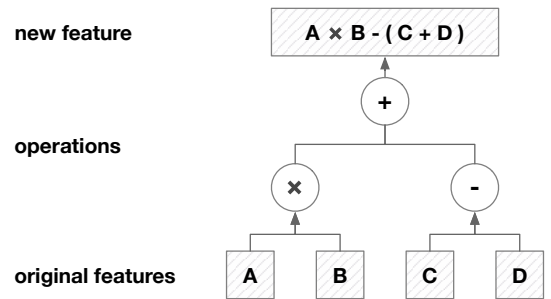 new feature
A × B - ( C + D )
+
operations
× -
original features
A B C D